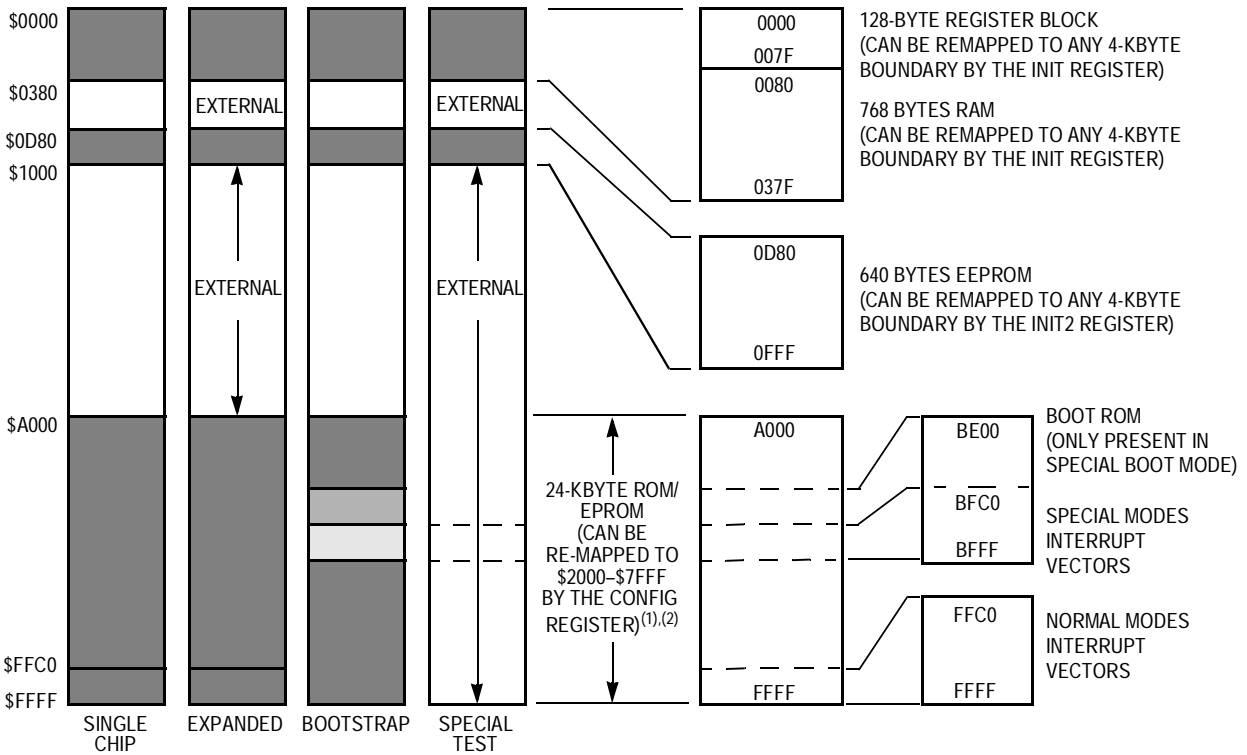 $0000
$0380
$0D80
$1000
$A000
$FFC0
$FFFF
EXTERNAL
EXTERNAL
EXTERNAL
EXTERNAL
SINGLE
CHIP
EXPANDED
BOOTSTRAP
SPECIAL
TEST
24-KBYTE ROM/
EPROM
(CAN BE
RE-MAPPED TO
$2000–$7FFF
BY THE CONFIG
REGISTER)(1),(2)
0000
007F
0080
037F
0D80
0FFF
A000
FFFF
128-BYTE REGISTER BLOCK
(CAN BE REMAPPED TO ANY 4-KBYTE
BOUNDARY BY THE INIT REGISTER)
768 BYTES RAM
(CAN BE REMAPPED TO ANY 4-KBYTE
BOUNDARY BY THE INIT REGISTER)
640 BYTES EEPROM
(CAN BE REMAPPED TO ANY 4-KBYTE
BOUNDARY BY THE INIT2 REGISTER)
BE00
BFC0
BFFF
BOOT ROM
(ONLY PRESENT IN
SPECIAL BOOT MODE)
SPECIAL MODES
INTERRUPT
VECTORS
FFC0
FFFF
NORMAL MODES
INTERRUPT
VECTORS